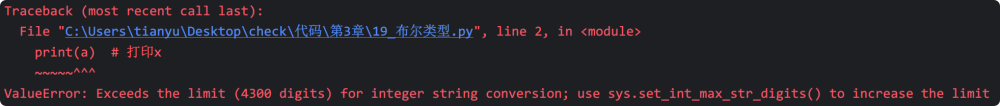 Traceback (most recent call last):
  File "C:\Users\tianyu\Desktop\check\代码\第3章\19_布尔类型.py", line 2, in <module>
    print(a)  # 打印x
    ~~~~~^^^
ValueError: Exceeds the limit (4300 digits) for integer string conversion; use sys.set_int_max_str_digits() to increase the limit